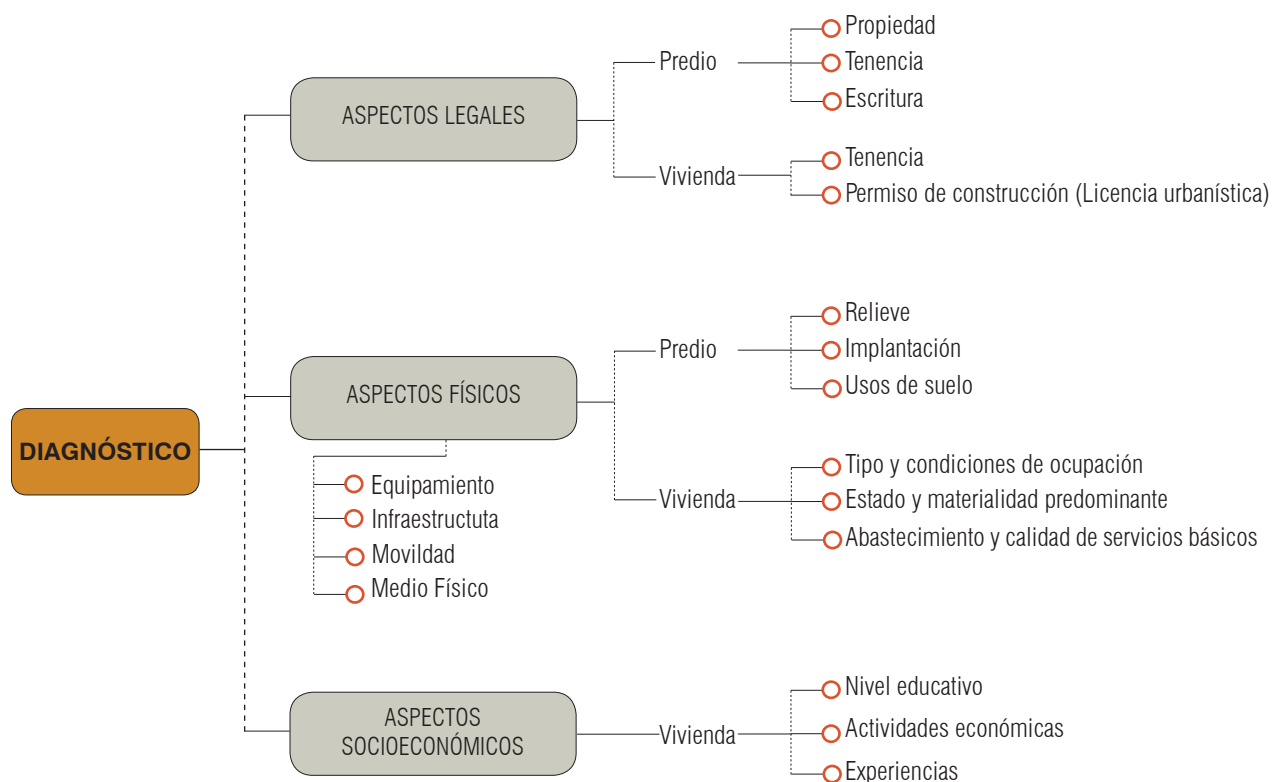 DIAGNÓSTICO
ASPECTOS LEGALES
Predio
Propiedad
Tenencia
Escritura
Vivienda
Tenencia
Permiso de construcción (Licencia urbanística)
ASPECTOS FÍSICOS
Equipamiento
Infraestructuta
Movildad
Medio Físico
Predio
Relieve
Implantación
Usos de suelo
Vivienda
Tipo y condiciones de ocupación
Estado y materialidad predominante
Abastecimiento y calidad de servicios básicos
ASPECTOS
SOCIOECONÓMICOS
Vivienda
Nivel educativo
Actividades económicas
Experiencias